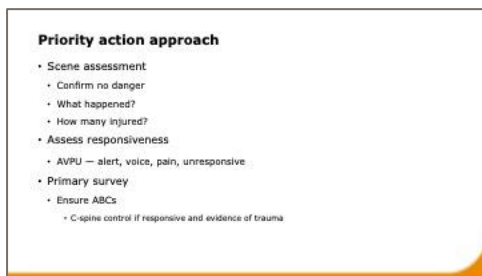 Priority action approach
• Scene assessment
• Confirm no danger
• What happened?
• How many injured?
• Assess responsiveness
• AVPU — alert, voice, pain, unresponsive
• Primary survey
• Ensure ABCs
• C-spine control if responsive and evidence of trauma